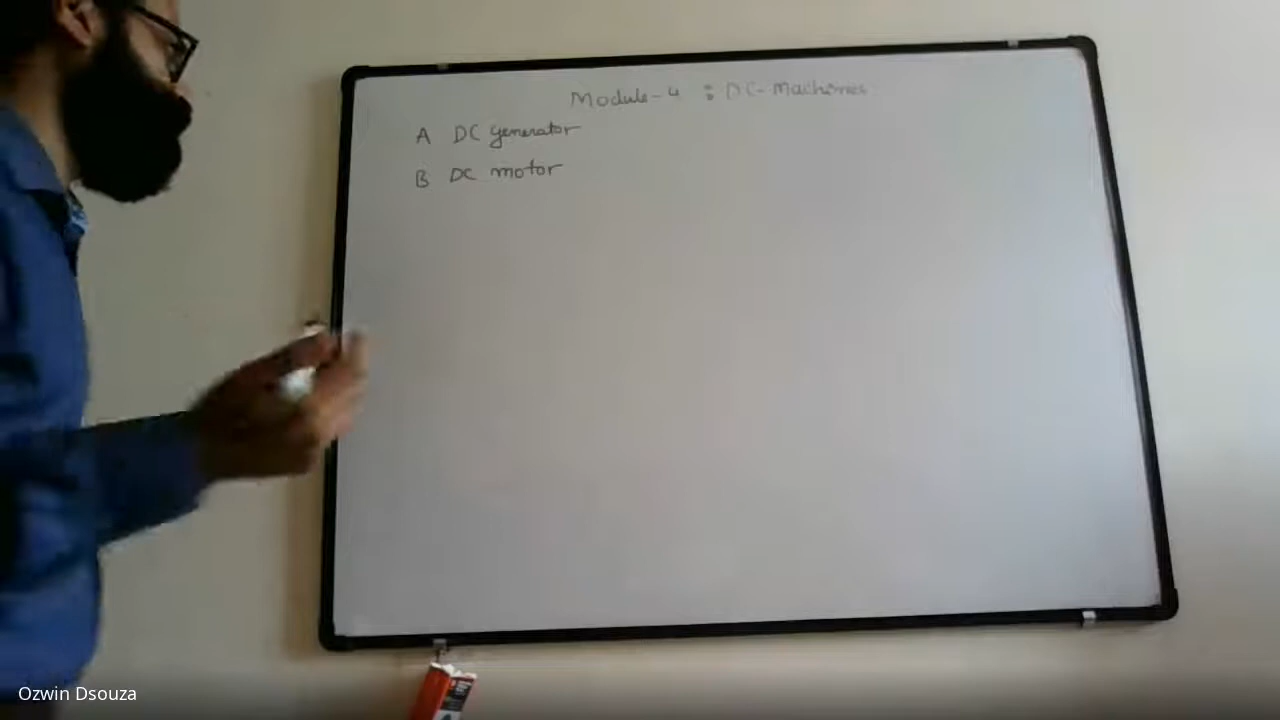 Module-4 : DC-Machines
A DC generator
B DC motor
Ozwin Dsouza